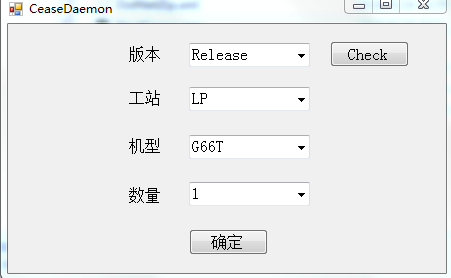 CeaseDaemon
版本 Release Check
工站 LP
机型 G66T
数量 1
确定